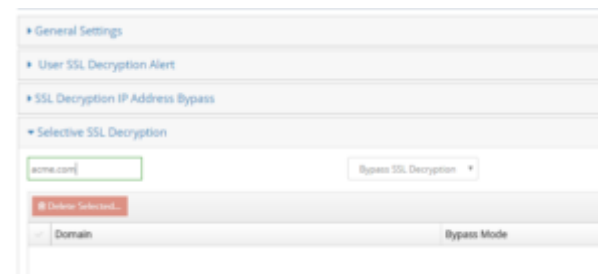 General Settings
User SSL Decryption Alert
SSL Decryption IP Address Bypass
Selective SSL Decryption
acme.com
Bypass SSL Decryption
Delete Selected...
Domain
Bypass Mode